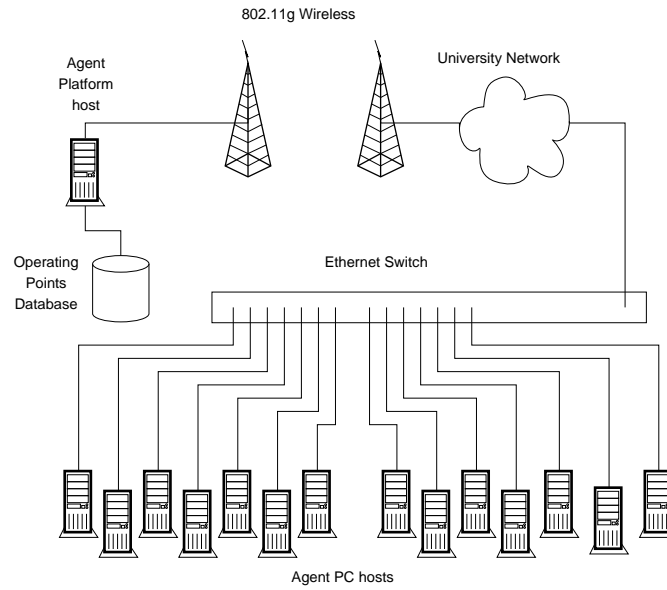 802.11g Wireless
Agent
Platform
host
University Network
Operating
Points
Database
Ethernet Switch
Agent PC hosts